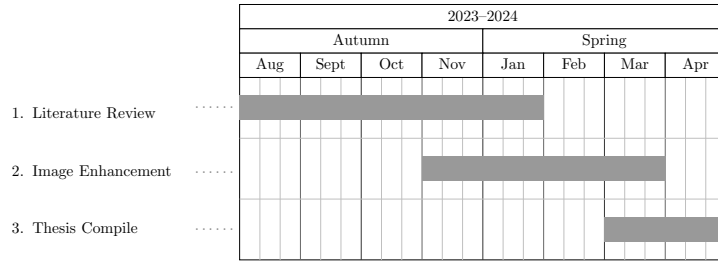 2023–2024
Autumn Spring
Aug Sept Oct Nov Jan Feb Mar Apr
1. Literature Review
2. Image Enhancement
3. Thesis Compile